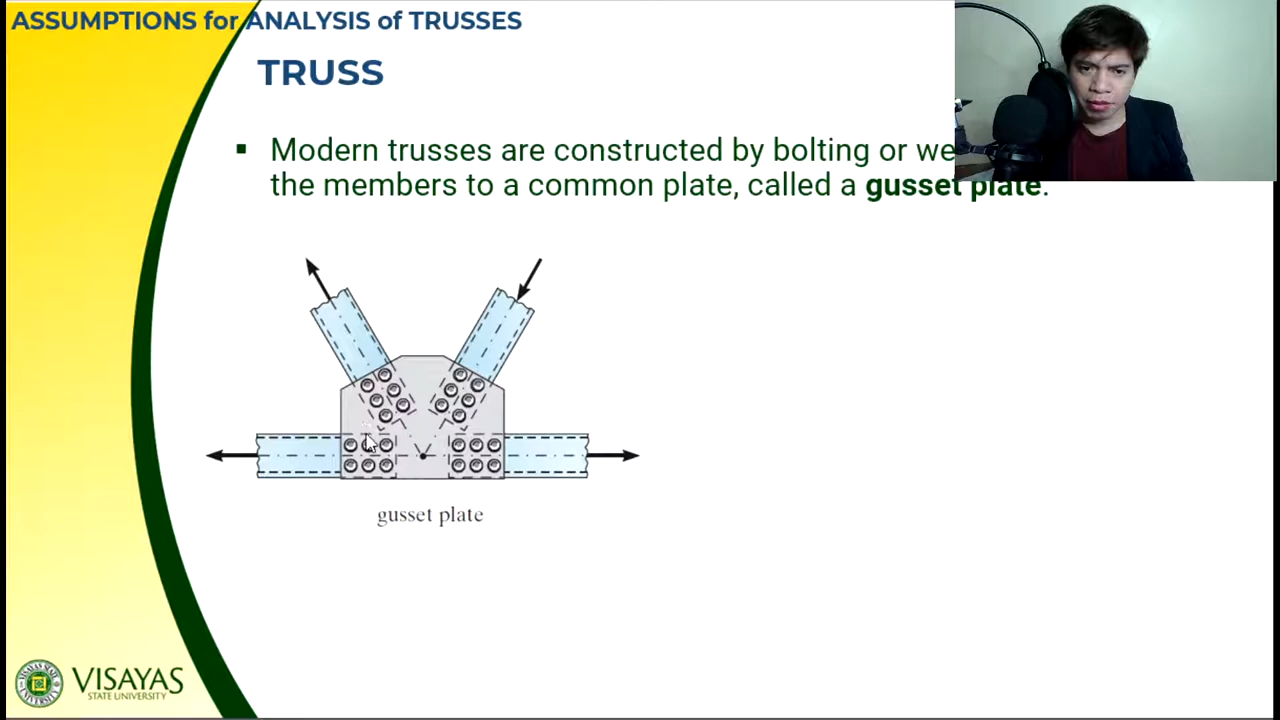 ASSUMPTIONS for ANALYSIS of TRUSSES
TRUSS
▪ Modern trusses are constructed by bolting or
the members to a common plate, called a gusset plate.
gusset plate
VISAYAS
STATE UNIVERSITY